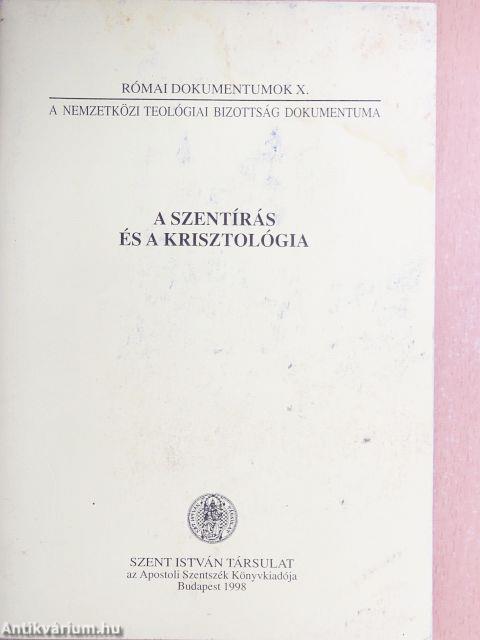 RÓMAI DOKUMENTUMOK X.
A NEMZETKÖZI TEOLÓGIAI BIZOTTSÁG DOKUMENTUMA
A SZENTÍRÁS
ÉS A KRISZTOLÓGIA
SZENT ISTVÁN TÁRSULAT
az Apostoli Szentszék Könyvkiadója
Budapest 1998
Antikvárium.hu